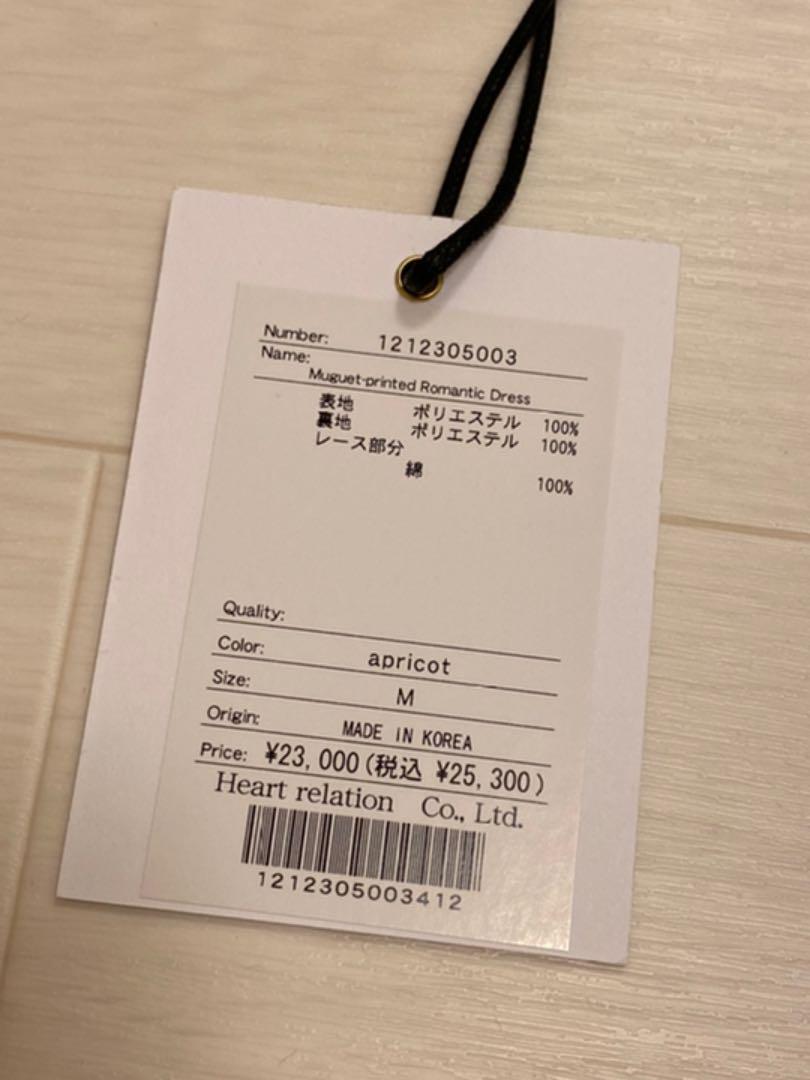 Number: 1212305003
Name:
Muguet-printed Romantic Dress
表地 ポリエステル 100%
裏地 ポリエステル 100%
レース部分
綿 100%
Quality:
Color: apricot
Size: M
Origin: MADE IN KOREA
Price: ¥23,000(税込 ¥25,300)
Heart relation Co., Ltd.
1212305003412